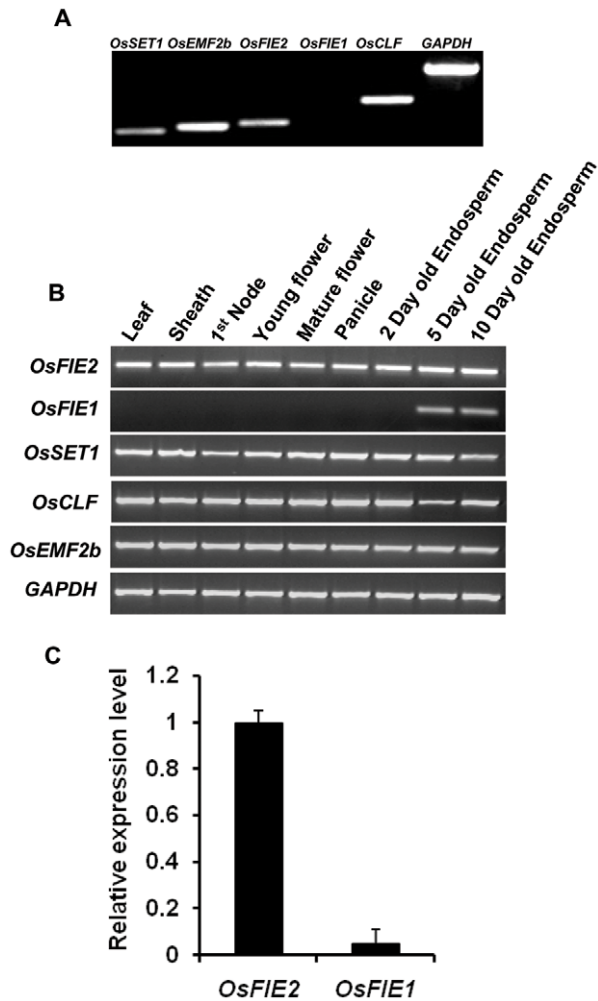 A
OsSET1 OsEMF2b OsFIE2 OsFIE1 OsCLF GAPDH
B
Leaf
Sheath
1st Node
Young flower
Mature flower
Panicle
2 Day old Endosperm
5 Day old Endosperm
10 Day old Endosperm
OsFIE2
OsFIE1
OsSET1
OsCLF
OsEMF2b
GAPDH
C
Relative expression level
1.2
1
0.8
0.6
0.4
0.2
0
OsFIE2 OsFIE1